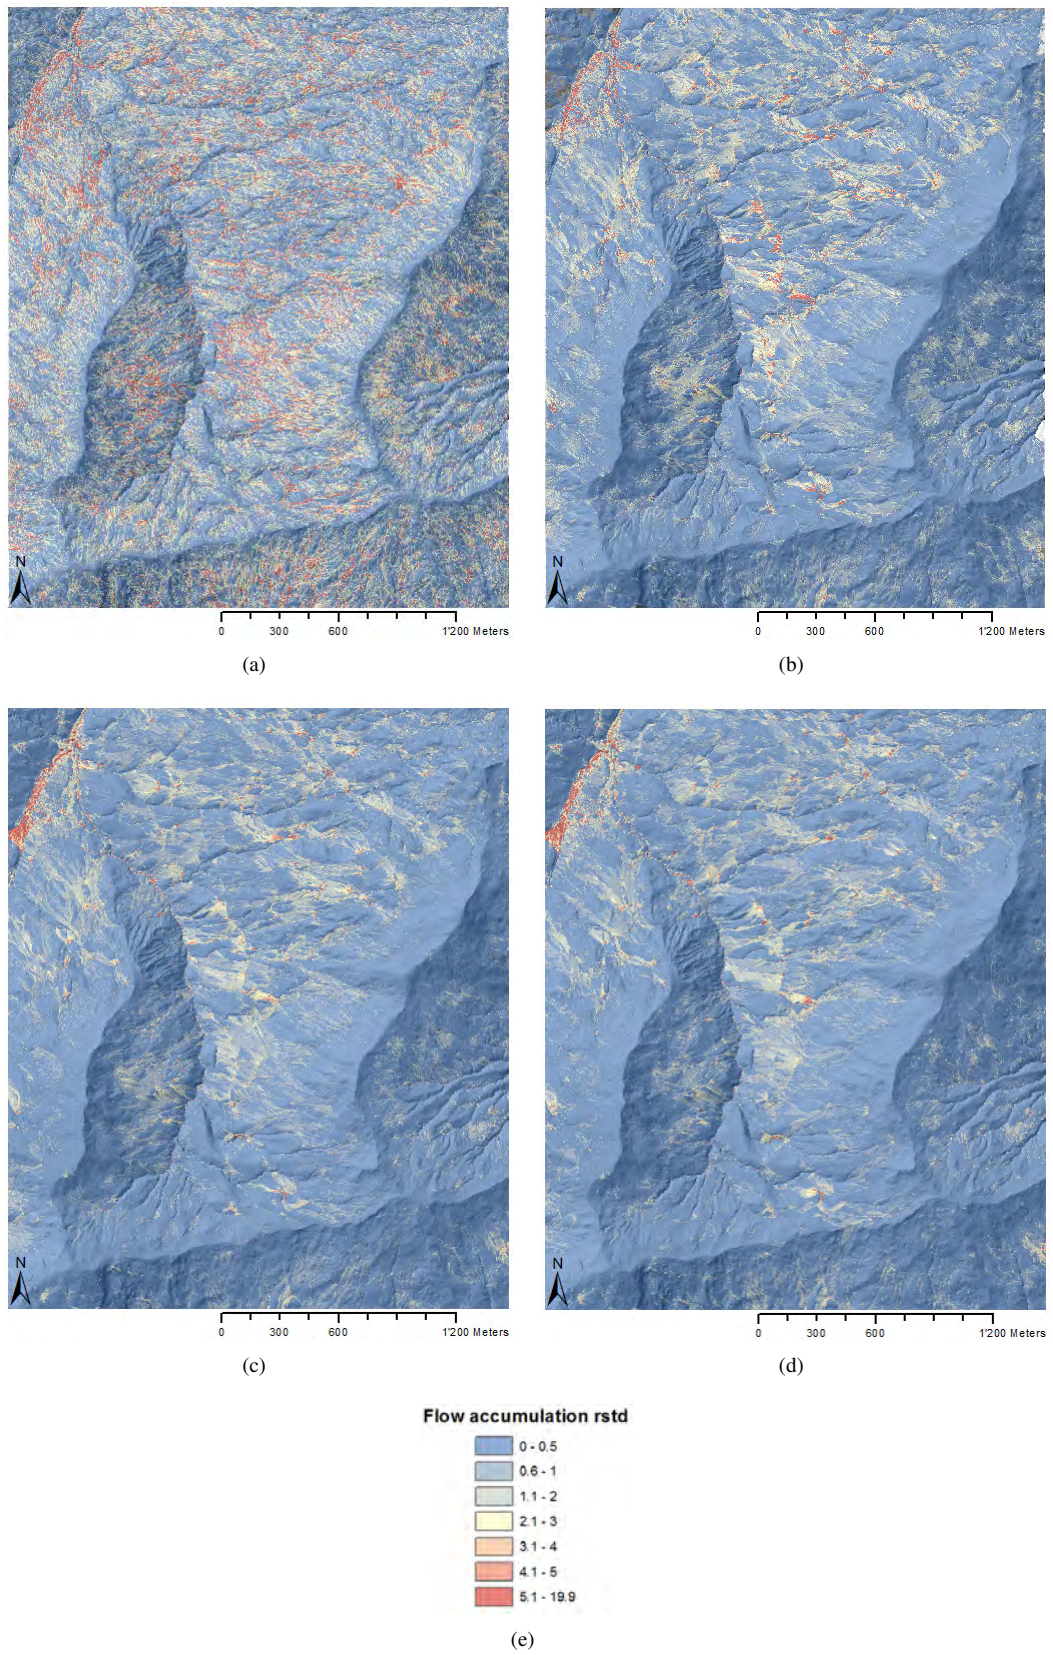 N
0 300 600 1'200 Meters
(a)
N
0 300 600 1'200 Meters
(b)
N
0 300 600 1'200 Meters
(c)
N
0 300 600 1'200 Meters
(d)
Flow accumulation rstd
0 - 0.5
0.6 - 1
1.1 - 2
2.1 - 3
3.1 - 4
4.1 - 5
5.1 - 19.9
(e)